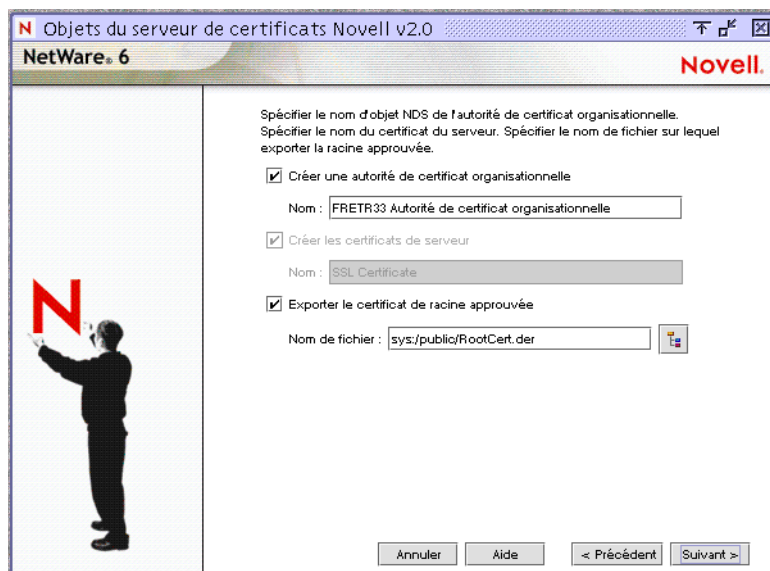 N Objets du serveur de certificats Novell v2.0
NetWare® 6
Novell.
Spécifier le nom d'objet NDS de l'autorité de certificat organisationnelle.
Spécifier le nom du certificat du serveur. Spécifier le nom de fichier sur lequel
exporter la racine approuvée.
Créer une autorité de certificat organisationnelle
Nom : FRETR33 Autorité de certificat organisationnelle
Créer les certificats de serveur
Nom : SSL Certificate
Exporter le certificat de racine approuvée
Nom de fichier : sys:/public/RootCert.der
N
Annuler Aide < Précédent Suivant >